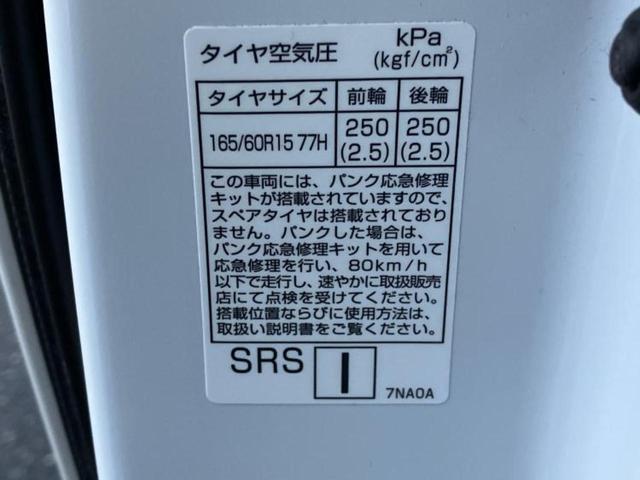 タイヤ空気圧 kPa
(kgf/cm²)
タイヤサイズ 前輪 後輪
165/60R15 77H 250 250
(2.5) (2.5)
この車両には、パンク応急修理
キットが搭載されていますので、
スペアタイヤは搭載されており
ません。パンクした場合は、
パンク応急修理キットを用いて
応急修理を行い、80km/h
以下で走行し、速やかに取扱販売
店にて点検を受けてください。
搭載位置ならびに使用方法は、
取扱い説明書をご覧ください。
SRS I 7NA0A